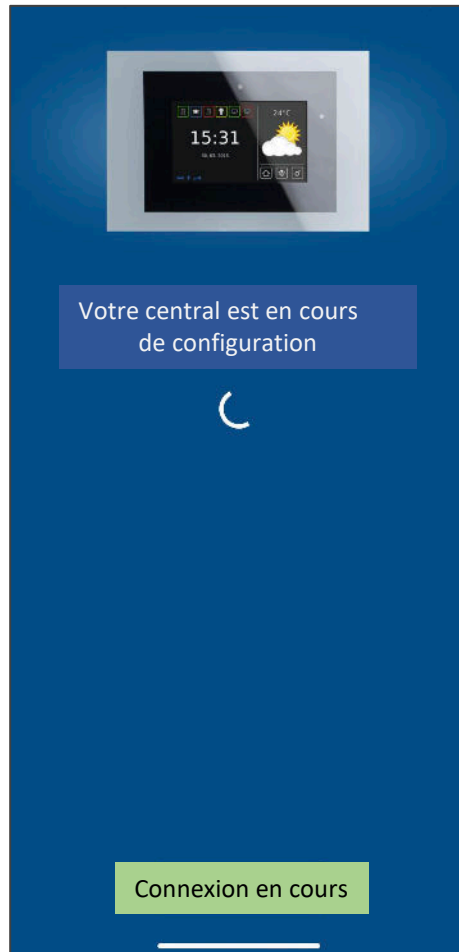 24°C
15:31
Votre central est en cours
de configuration
Connexion en cours